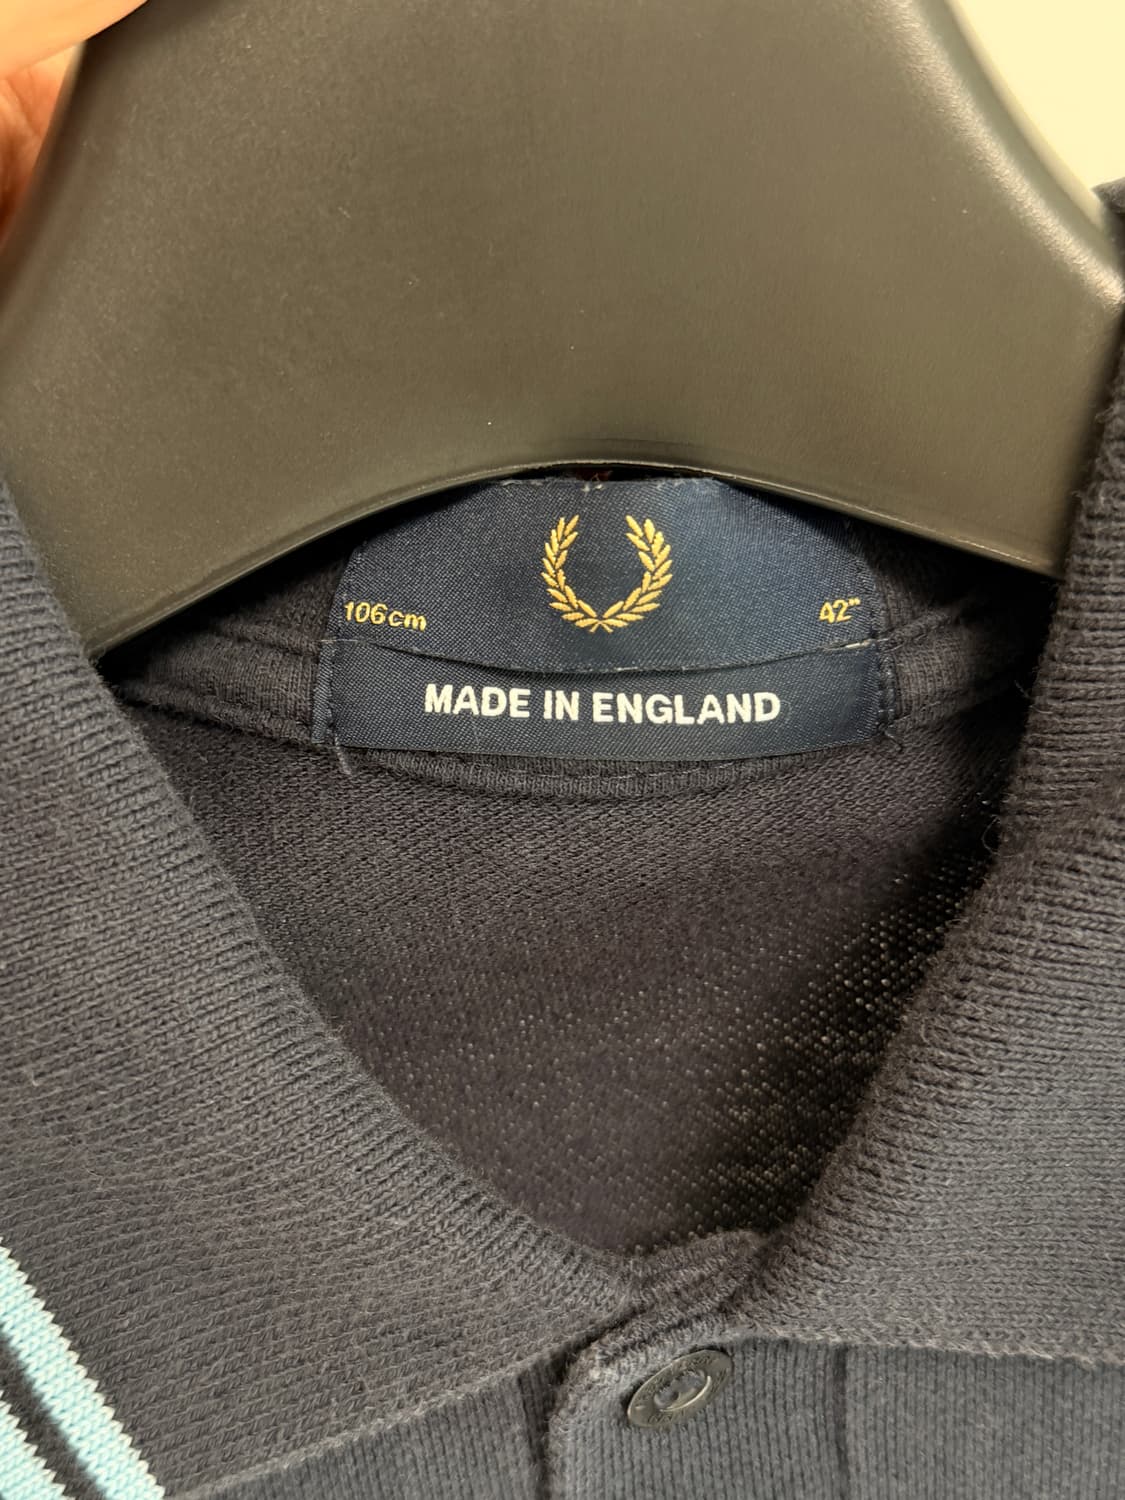 106cm 42"
MADE IN ENGLAND